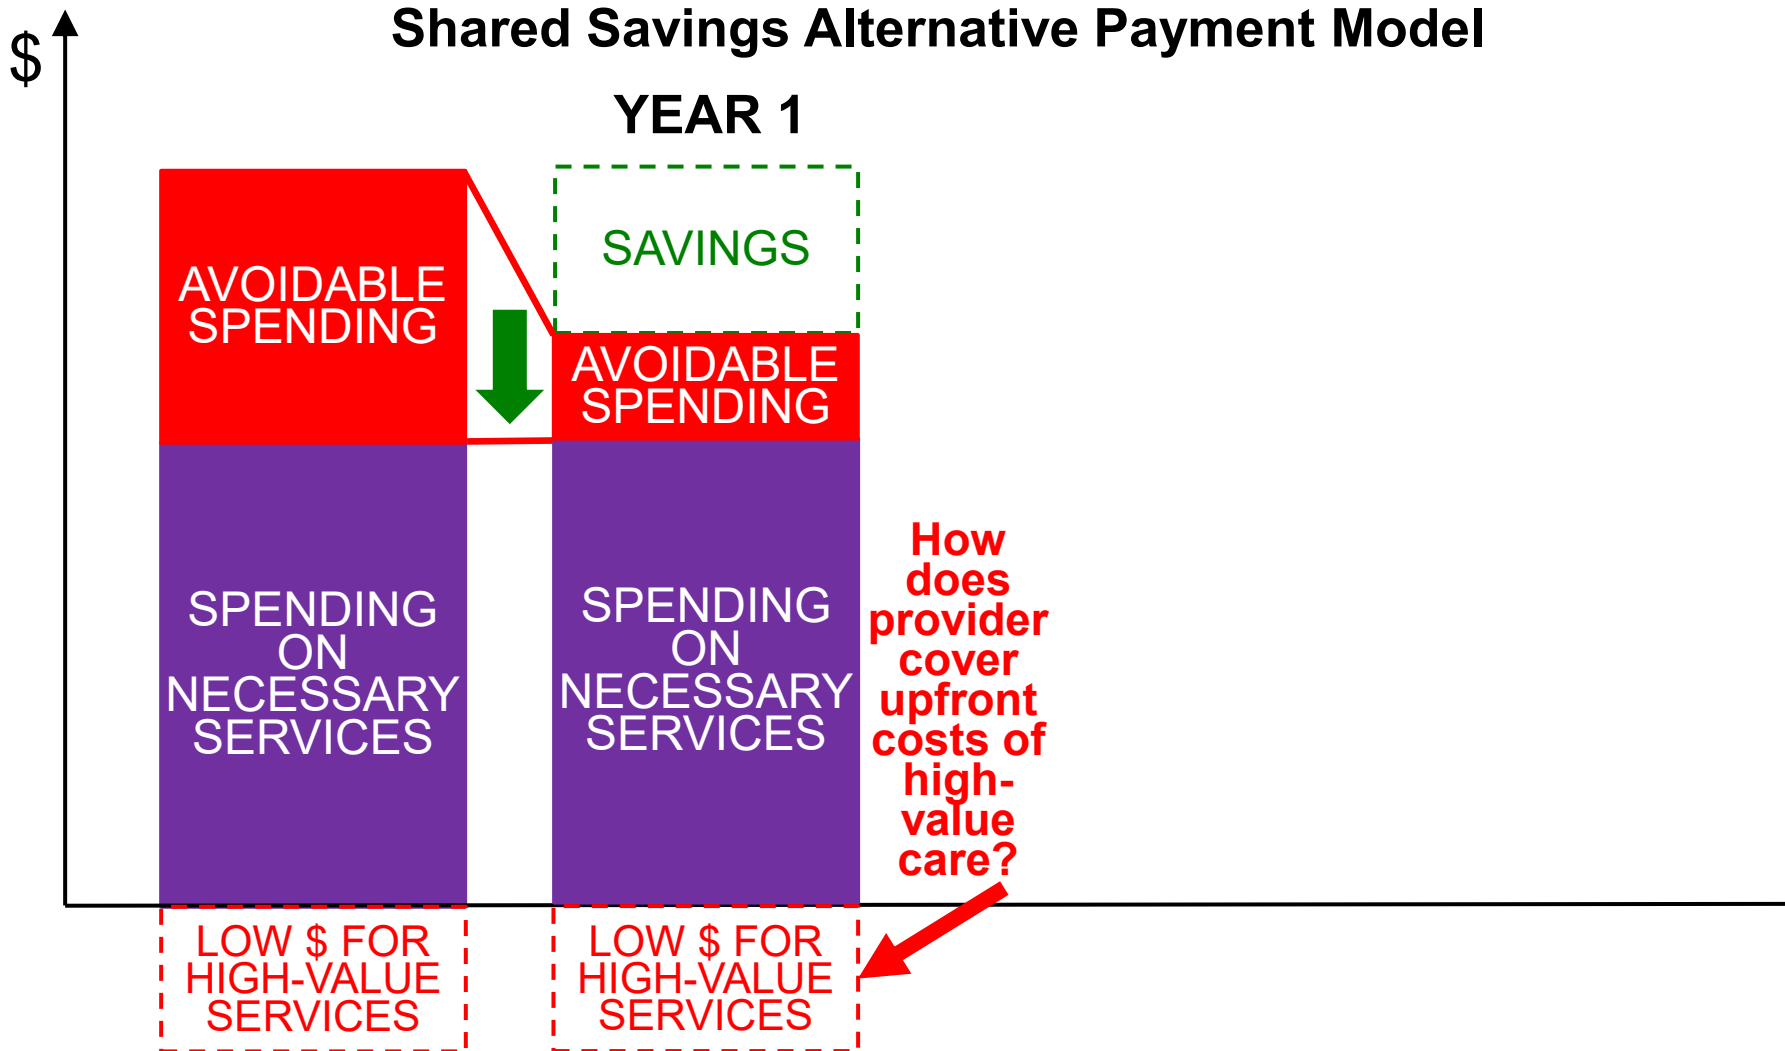 Shared Savings Alternative Payment Model
$
YEAR 1
AVOIDABLE
SPENDING
SPENDING
ON
NECESSARY
SERVICES
LOW $ FOR
HIGH-VALUE
SERVICES
SAVINGS
AVOIDABLE
SPENDING
SPENDING
ON
NECESSARY
SERVICES
LOW $ FOR
HIGH-VALUE
SERVICES
How
does
provider
cover
upfront
costs of
high-
value
care?